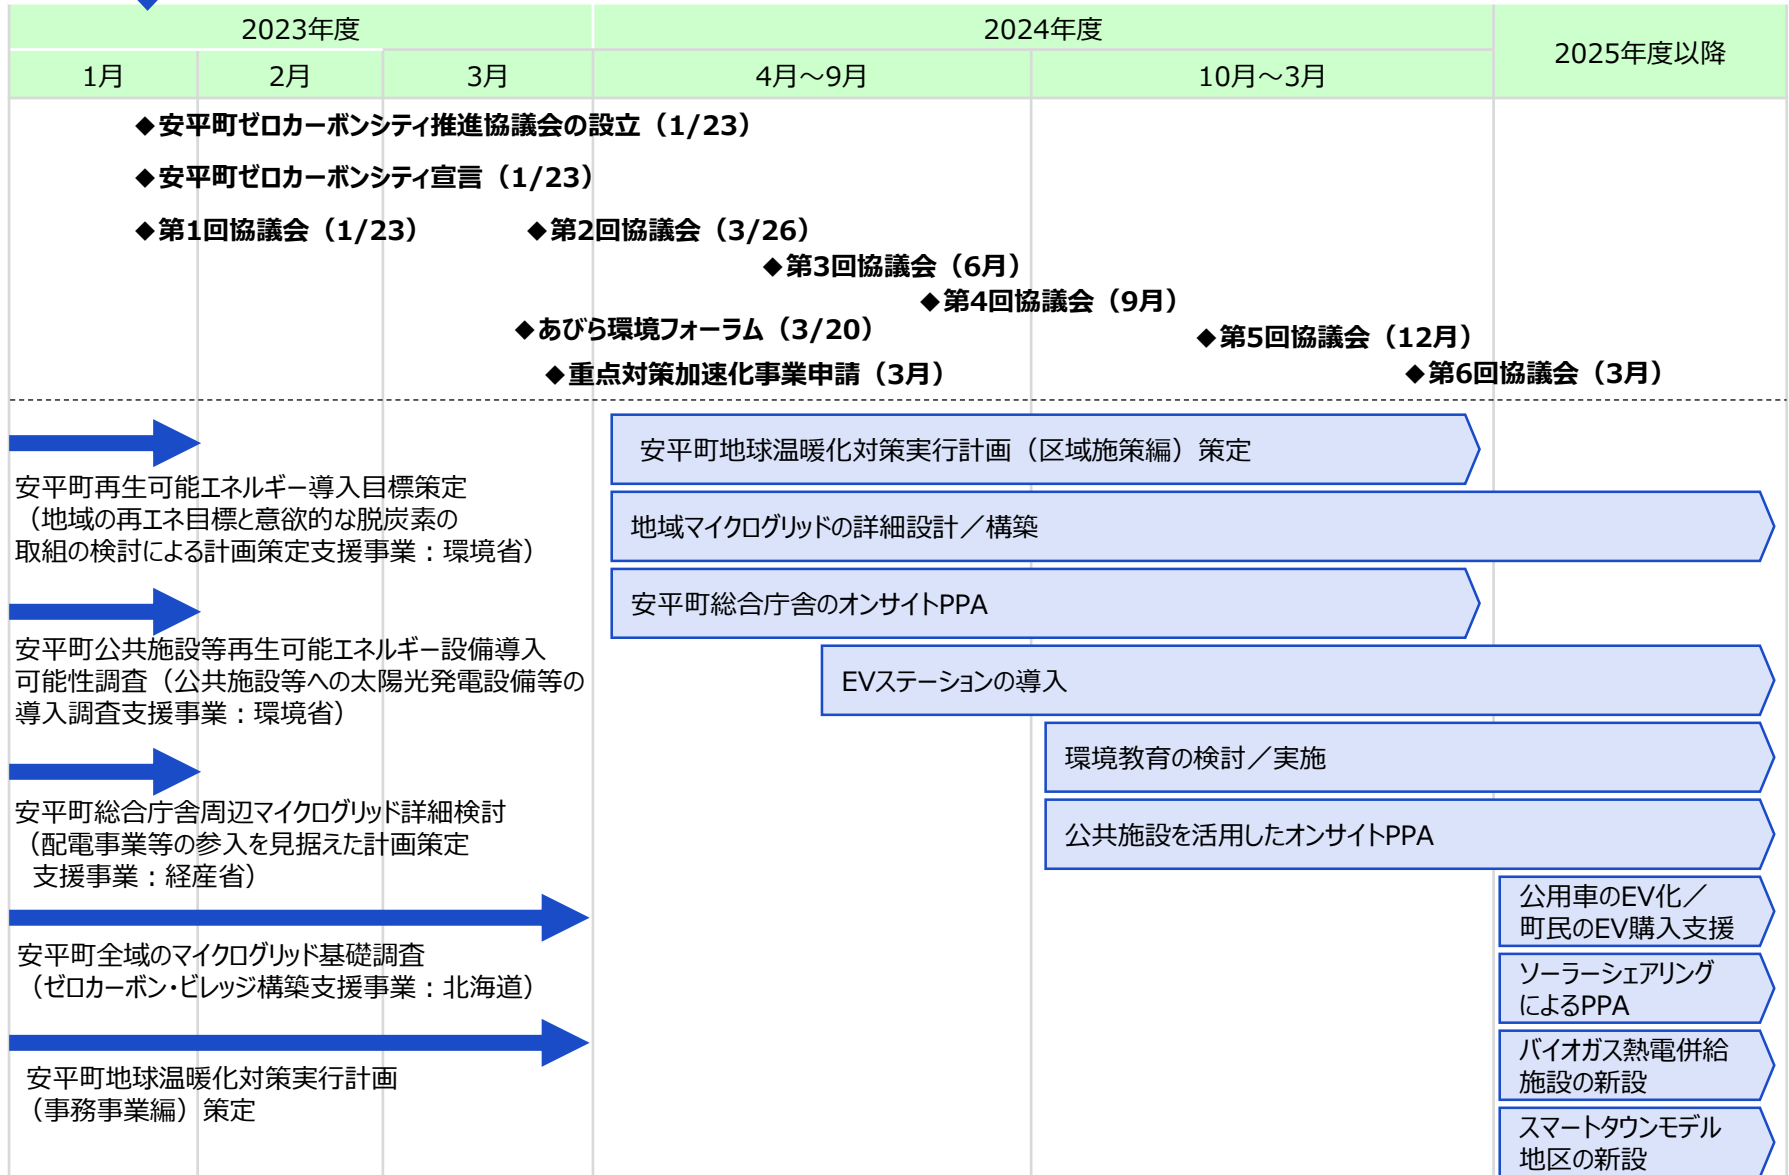 2023年度
2024年度
2025年度以降
1月
2月
3月
4月～9月
10月～3月
◆安平町ゼロカーボンシティ推進協議会の設立（1/23）
◆安平町ゼロカーボンシティ宣言（1/23）
◆第1回協議会（1/23）
◆第2回協議会（3/26）
◆第3回協議会（6月）
◆第4回協議会（9月）
◆あびら環境フォーラム（3/20）
◆第5回協議会（12月）
◆重点対策加速化事業申請（3月）
◆第6回協議会（3月）
安平町再生可能エネルギー導入目標策定
（地域の再エネ目標と意欲的な脱炭素の
取組の検討による計画策定支援事業：環境省）
安平町公共施設等再生可能エネルギー設備導入
可能性調査（公共施設等への太陽光発電設備等の
導入調査支援事業：環境省）
安平町総合庁舎周辺マイクログリッド詳細検討
（配電事業等の参入を見据えた計画策定
支援事業：経産省）
安平町全域のマイクログリッド基礎調査
（ゼロカーボン・ビレッジ構築支援事業：北海道）
安平町地球温暖化対策実行計画
（事務事業編）策定
安平町地球温暖化対策実行計画（区域施策編）策定
地域マイクログリッドの詳細設計／構築
安平町総合庁舎のオンサイトPPA
EVステーションの導入
環境教育の検討／実施
公共施設を活用したオンサイトPPA
公用車のEV化／
町民のEV購入支援
ソーラーシェアリング
によるPPA
バイオガス熱電併給
施設の新設
スマートタウンモデル
地区の新設